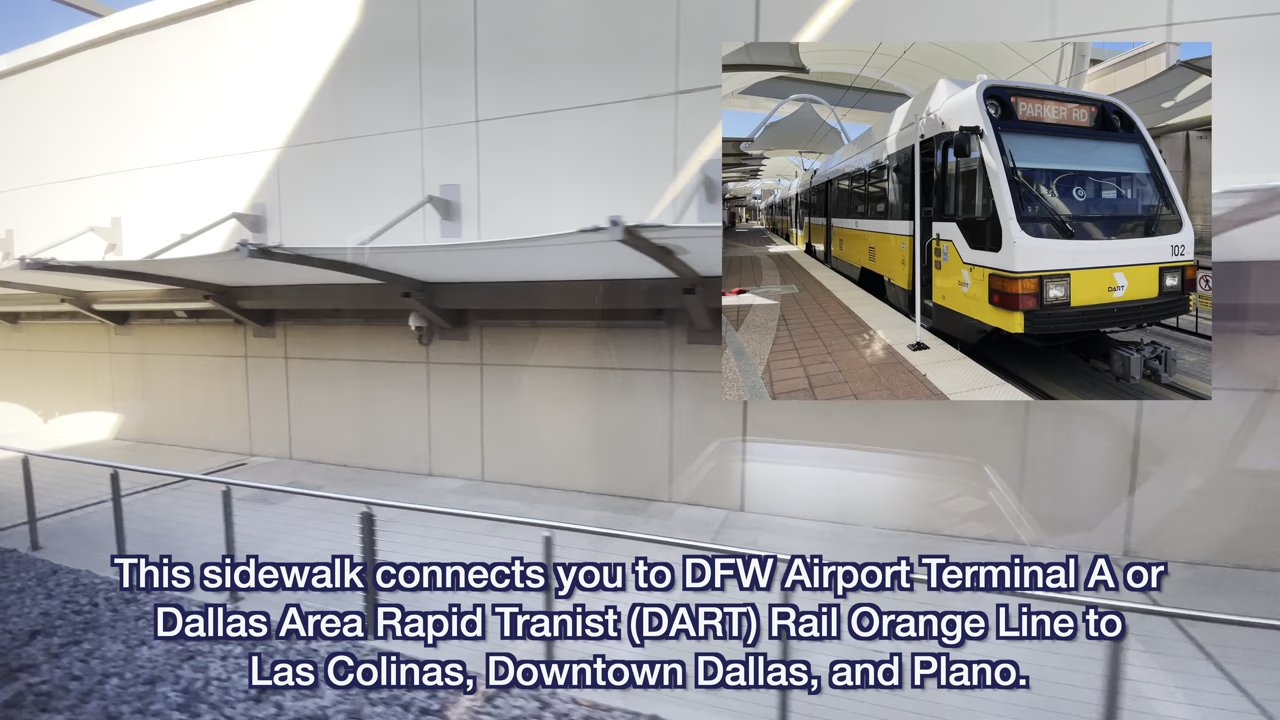 PARKER RD
102
DART
DART
This sidewalk connects you to DFW Airport Terminal A or
Dallas Area Rapid Tranist (DART) Rail Orange Line to
Las Colinas, Downtown Dallas, and Plano.